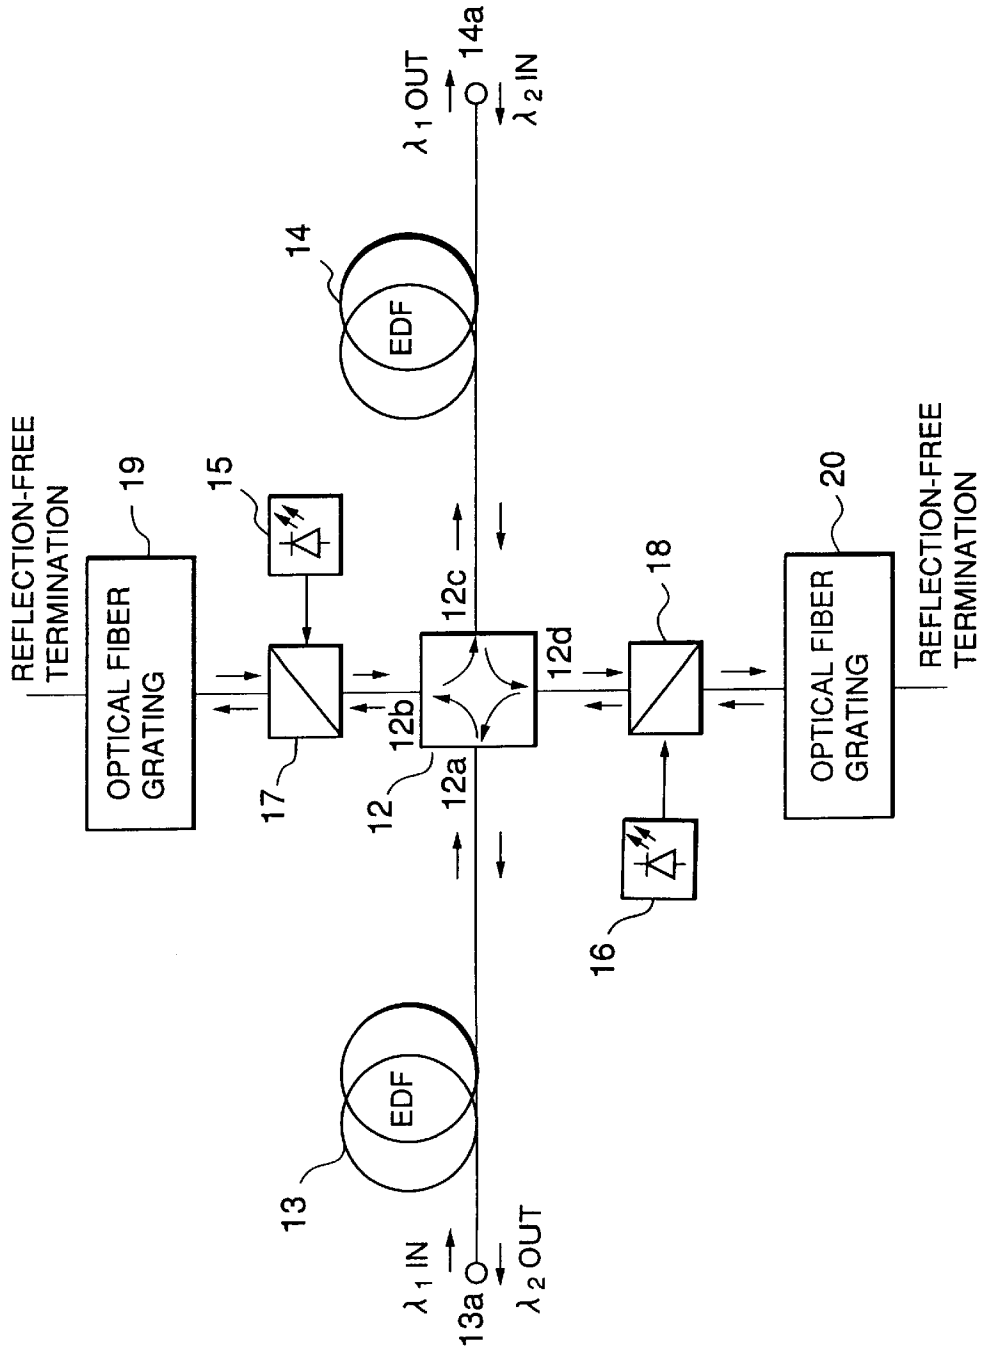 REFLECTION-FREE
TERMINATION
19
OPTICAL FIBER
GRATING
15
17
14
EDF
13
EDF
12b
12
12a
12c
12d
λ1 IN
13a
λ2 OUT
λ1 OUT
14a
λ2 IN
18
16
20
OPTICAL FIBER
GRATING
REFLECTION-FREE
TERMINATION